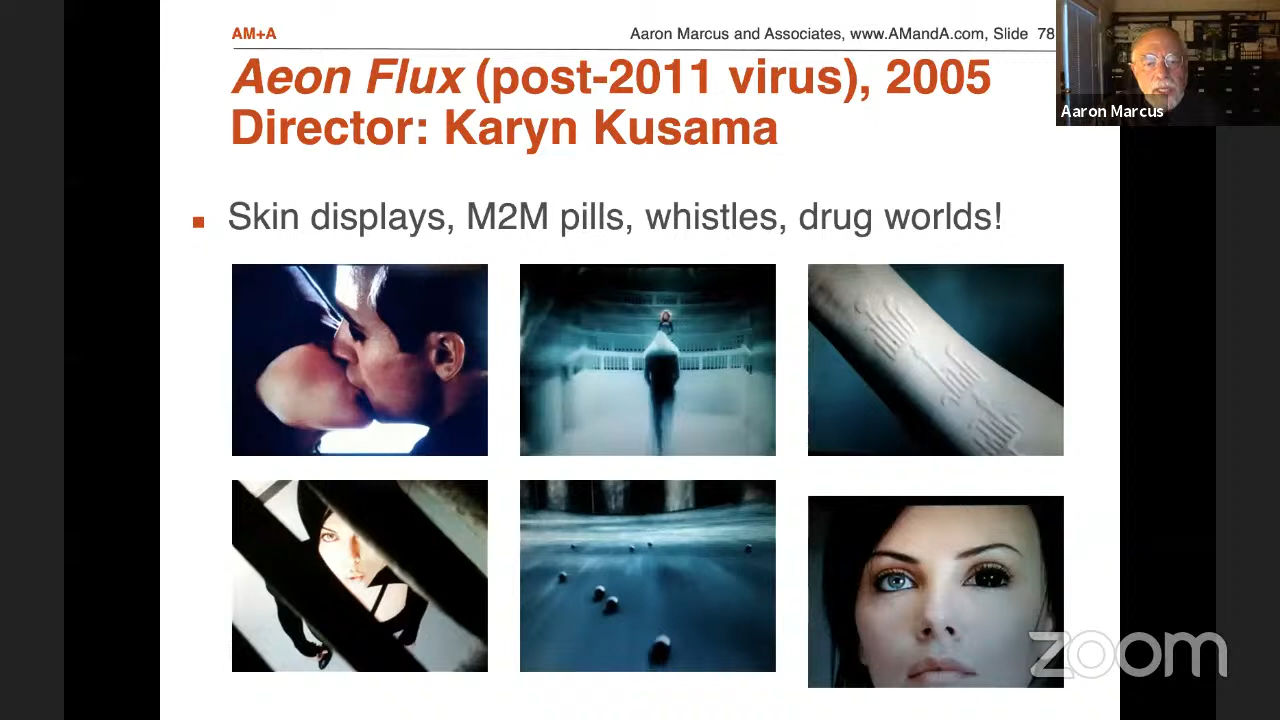 AM+A
Aaron Marcus and Associates, www.AMandA.com, Slide 78
Aeon Flux (post-2011 virus), 2005
Director: Karyn Kusama
Aaron Marcus
▪ Skin displays, M2M pills, whistles, drug worlds!
zoom